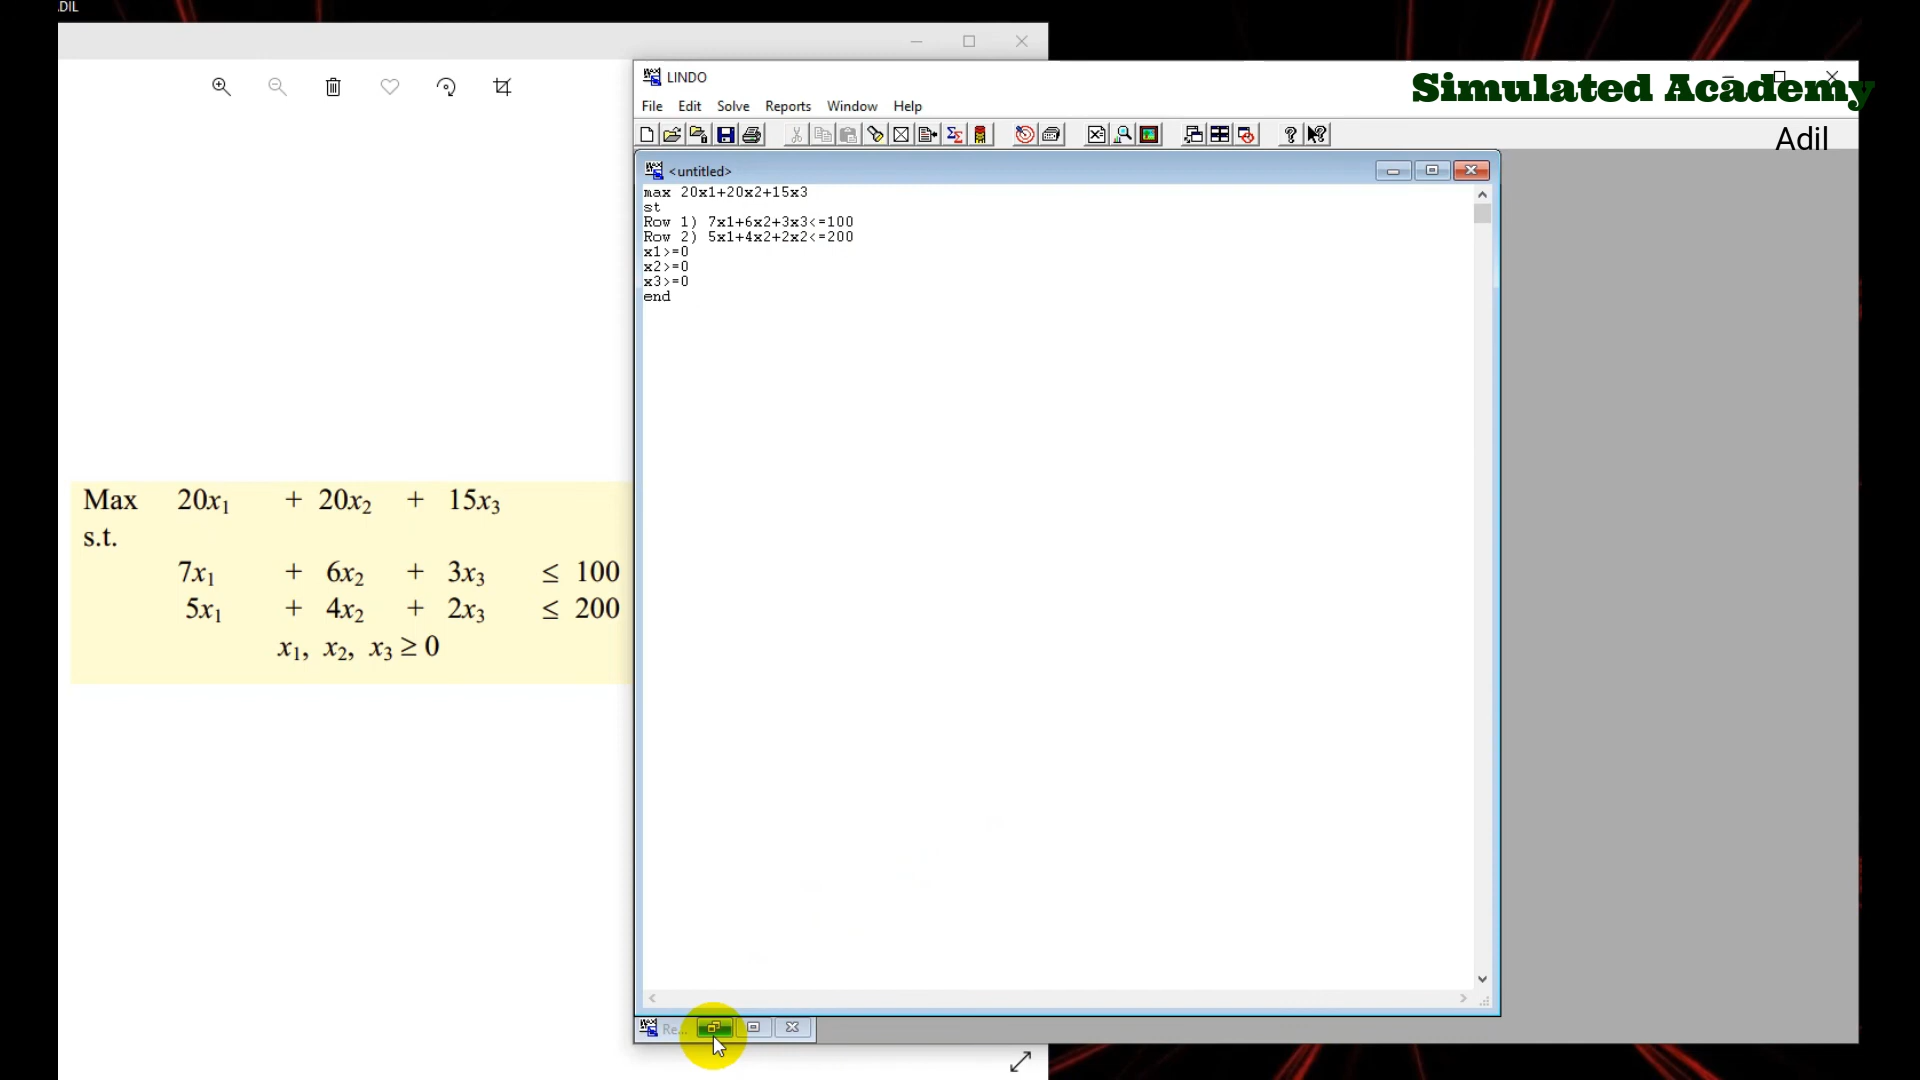 ADIL
LINDO
Simulated Academy
File Edit Solve Reports Window Help
Adil
<untitled>
max 20x1+20x2+15x3
st
Row 1) 7x1+6x2+3x3<=100
Row 2) 5x1+4x2+2x2<=200
x1>=0
x2>=0
x3>=0
end
Max 20x₁ + 20x₂ + 15x₃
s.t.
7x₁ + 6x₂ + 3x₃ ≤ 100
5x₁ + 4x₂ + 2x₃ ≤ 200
x₁, x₂, x₃ ≥ 0
Re...